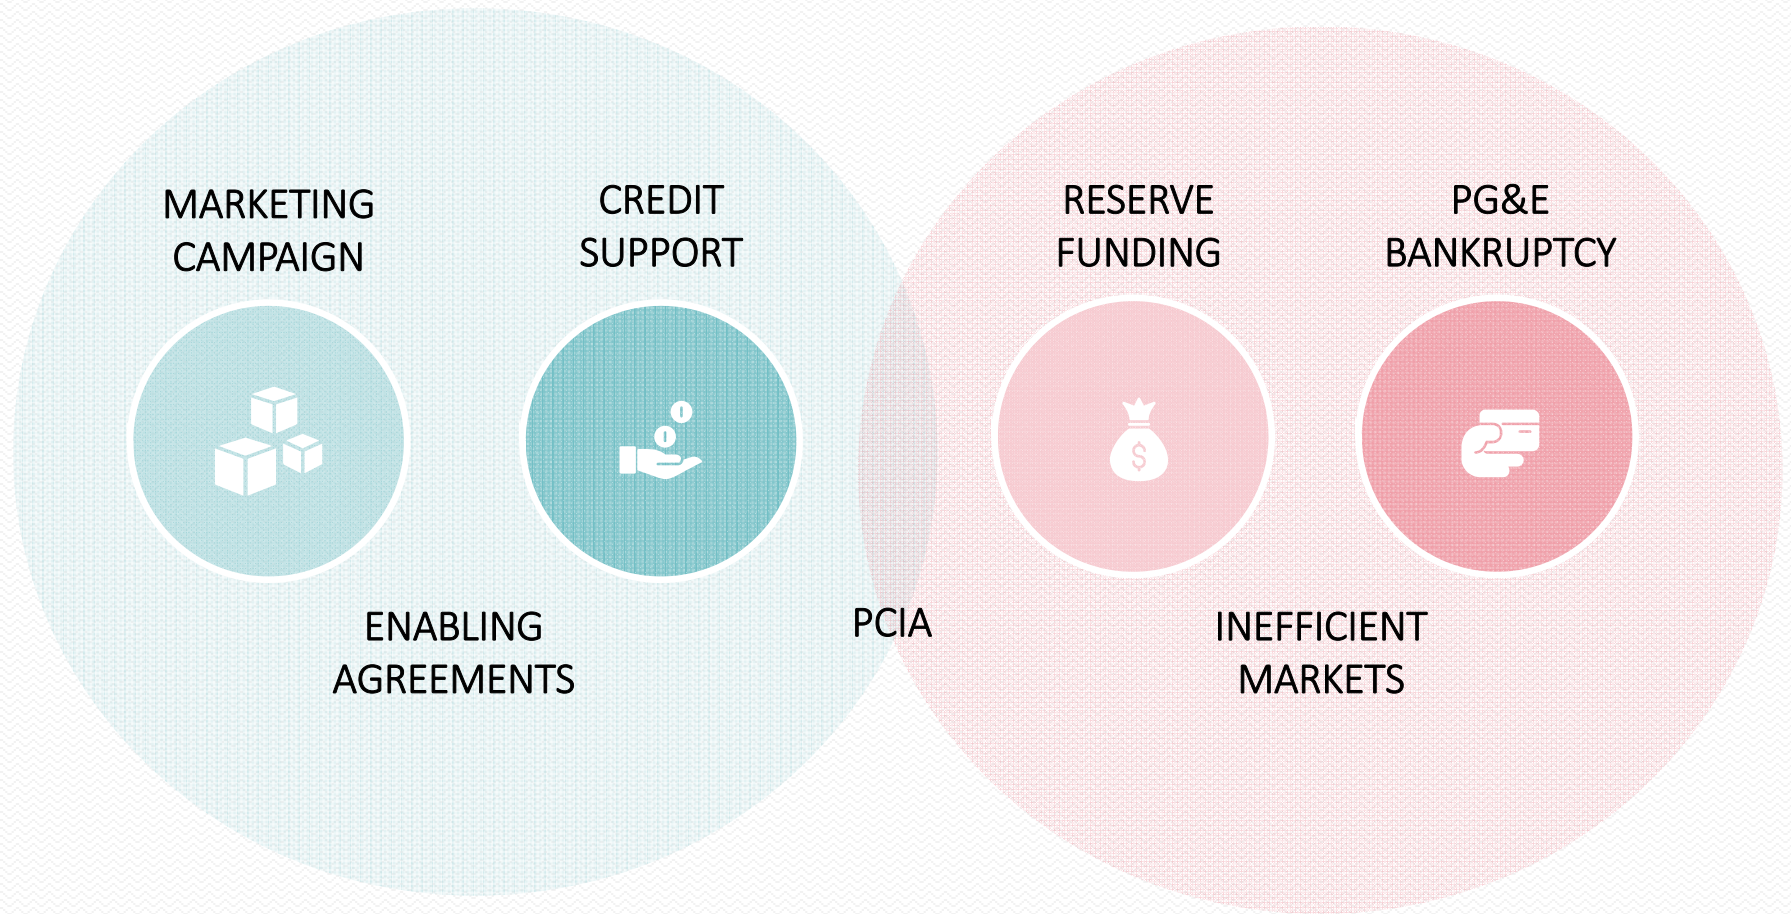 MARKETING
CAMPAIGN
CREDIT
SUPPORT
RESERVE
FUNDING
PG&E
BANKRUPTCY
$
ENABLING
AGREEMENTS
PCIA
INEFFICIENT
MARKETS